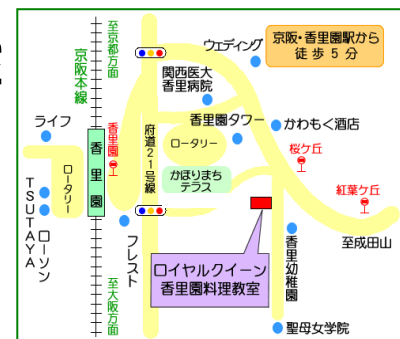 至京都方面
京阪本線
ウェディング
京阪・香里園駅から
徒歩5分
関西医大
香里病院
ライフ
香里園
香里園
府道21号線
香里園タワー
かわもく酒店
ロータリー
ロータリー
桜ケ丘
かほりまち
テラス
紅葉ケ丘
TSUTAYA
ローソン
フレスト
至成田山
香里幼稚園
ロイヤルクイーン
香里園料理教室
至大阪方面
聖母女学院